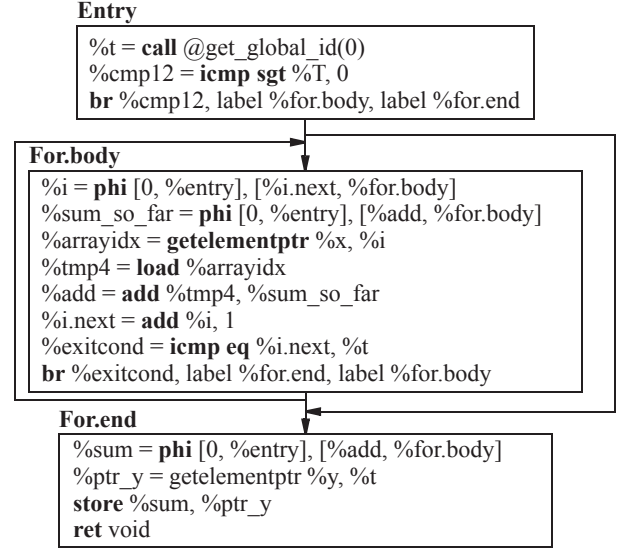 Entry
%t = call @get_global_id(0)
%cmp12 = icmp sgt %T, 0
br %cmp12, label %for.body, label %for.end
For.body
%i = phi [0, %entry], [%i.next, %for.body]
%sum_so_far = phi [0, %entry], [%add, %for.body]
%arrayidx = getelementptr %x, %i
%tmp4 = load %arrayidx
%add = add %tmp4, %sum_so_far
%i.next = add %i, 1
%exitcond = icmp eq %i.next, %t
br %exitcond, label %for.end, label %for.body
For.end
%sum = phi [0, %entry], [%add, %for.body]
%ptr_y = getelementptr %y, %t
store %sum, %ptr_y
ret void